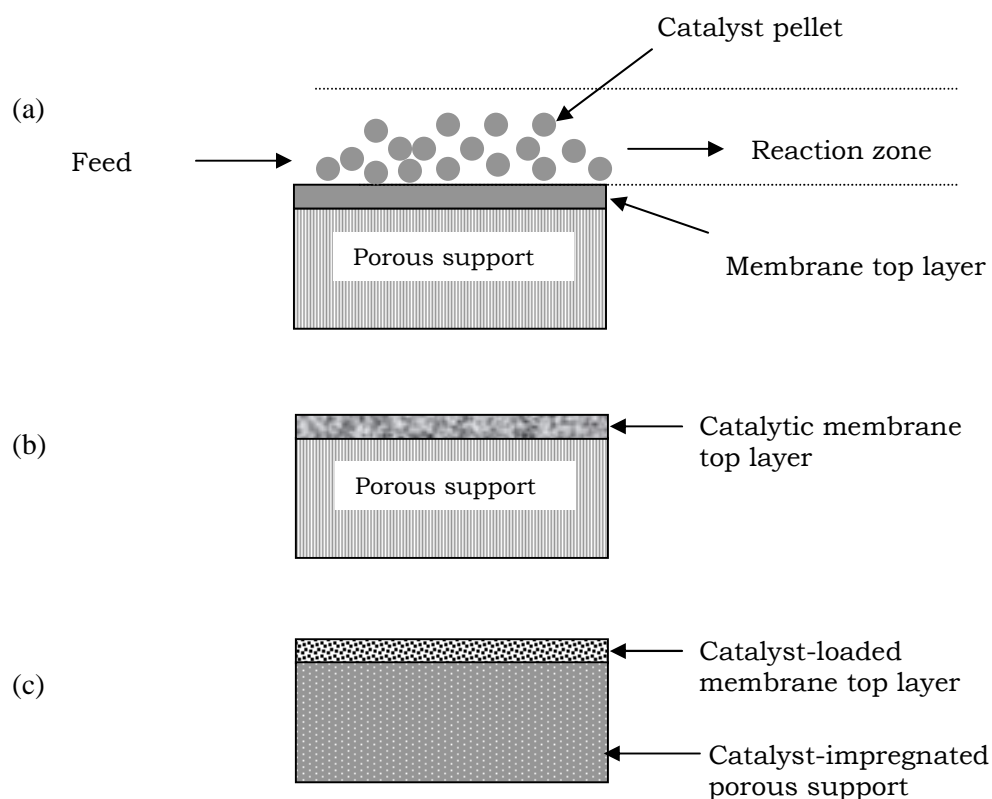 Catalyst pellet
(a)
Feed
Reaction zone
Porous support
Membrane top layer
(b)
Catalytic membrane
top layer
Porous support
(c)
Catalyst-loaded
membrane top layer
Catalyst-impregnated
porous support